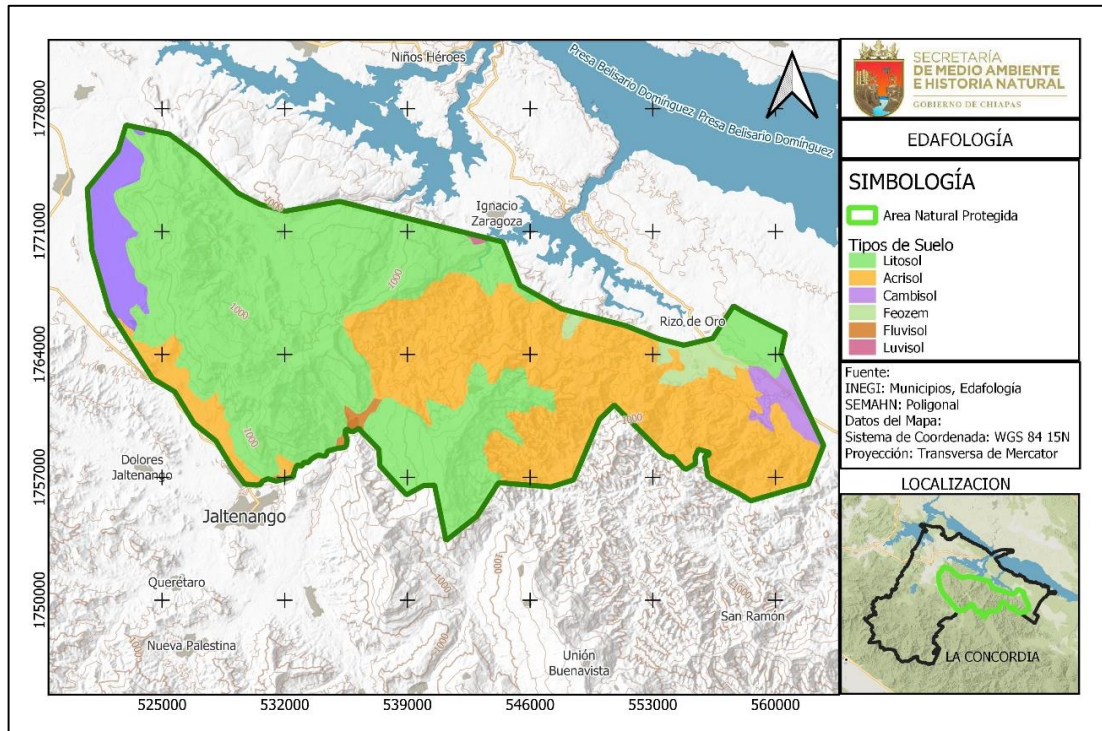 Niños Héroes
Presa Belisario Domínguez Presa Belisario Domínguez
1000
Ignacio
Zaragoza
1000
1000
Rizo de Oro
1000
1000
Dolores
Jaltenango
Jaltenango
Querétaro
1000
1000
1000
San Ramón
Nueva Palestina
Unión
Buenavista
1778000
1771000
1764000
1757000
1750000
525000
532000
539000
546000
553000
560000
SECRETARÍA
DE MEDIO AMBIENTE
E HISTORIA NATURAL
GOBIERNO DE CHIAPAS
EDAFOLOGÍA
SIMBOLOGÍA
Area Natural Protegida
Tipos de Suelo
Litosol
Acrisol
Cambisol
Feozem
Fluvisol
Luvisol
Fuente:
INEGI: Municipios, Edafología
SEMAHN: Poligonal
Datos del Mapa:
Sistema de Coordenada: WGS 84 15N
Proyección: Transversa de Mercator
LOCALIZACION
LA CONCORDIA